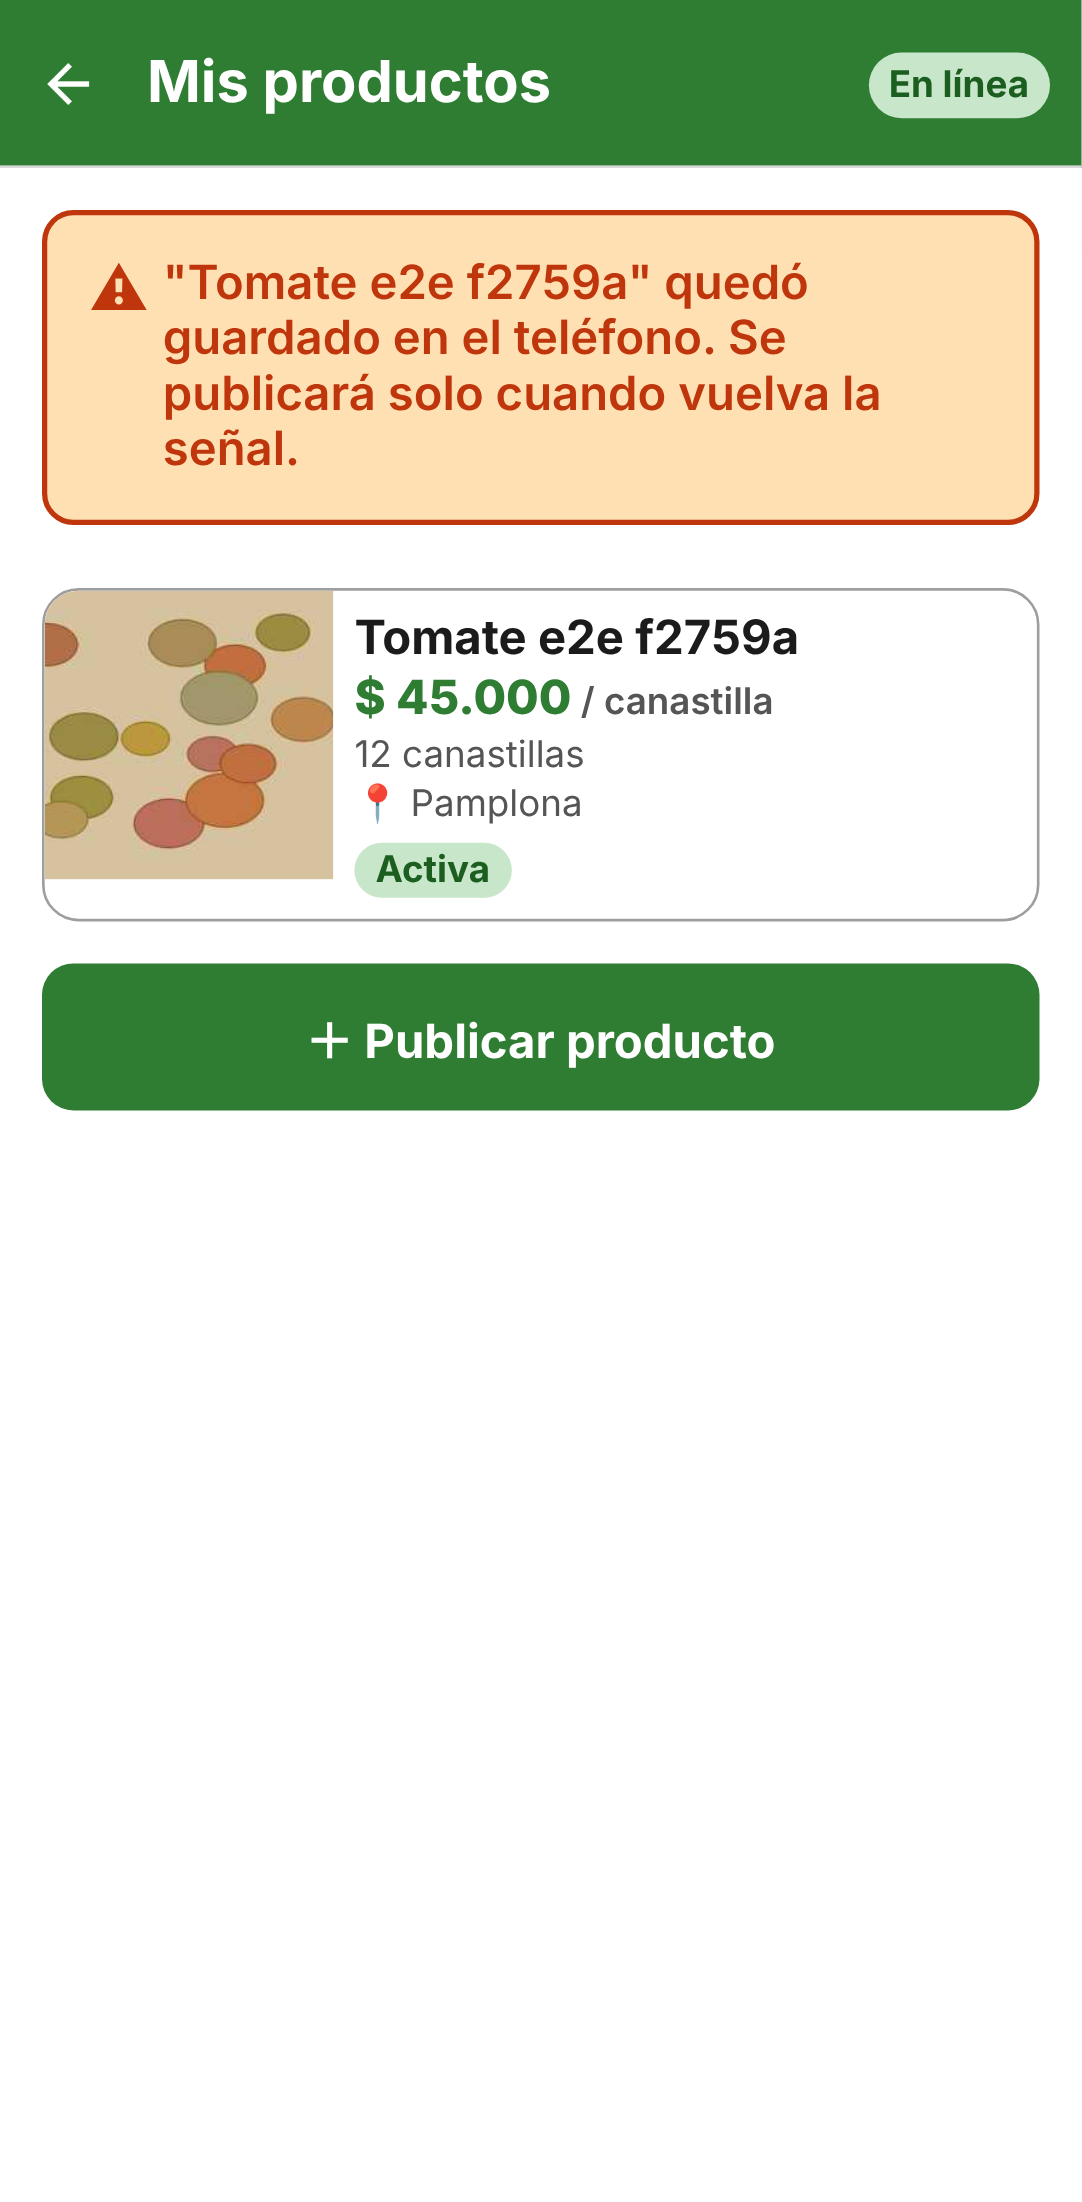 Mis productos
En línea
"Tomate e2e f2759a" quedó
guardado en el teléfono. Se
publicará solo cuando vuelva la
señal.
Tomate e2e f2759a
$ 45.000 / canastilla
12 canastillas
📍 Pamplona
Activa
+ Publicar producto